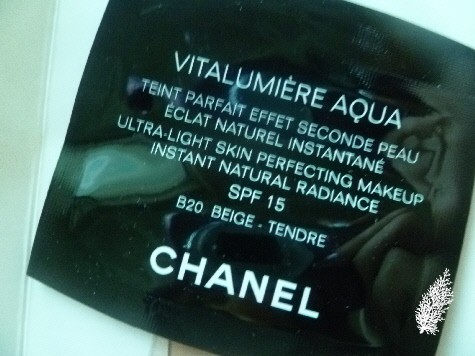 VITALUMIÈRE AQUA
TEINT PARFAIT EFFET SECONDE PEAU
ÉCLAT NATUREL INSTANTANÉ
ULTRA-LIGHT SKIN PERFECTING MAKEUP
INSTANT NATURAL RADIANCE
SPF 15
B20 BEIGE - TENDRE
CHANEL